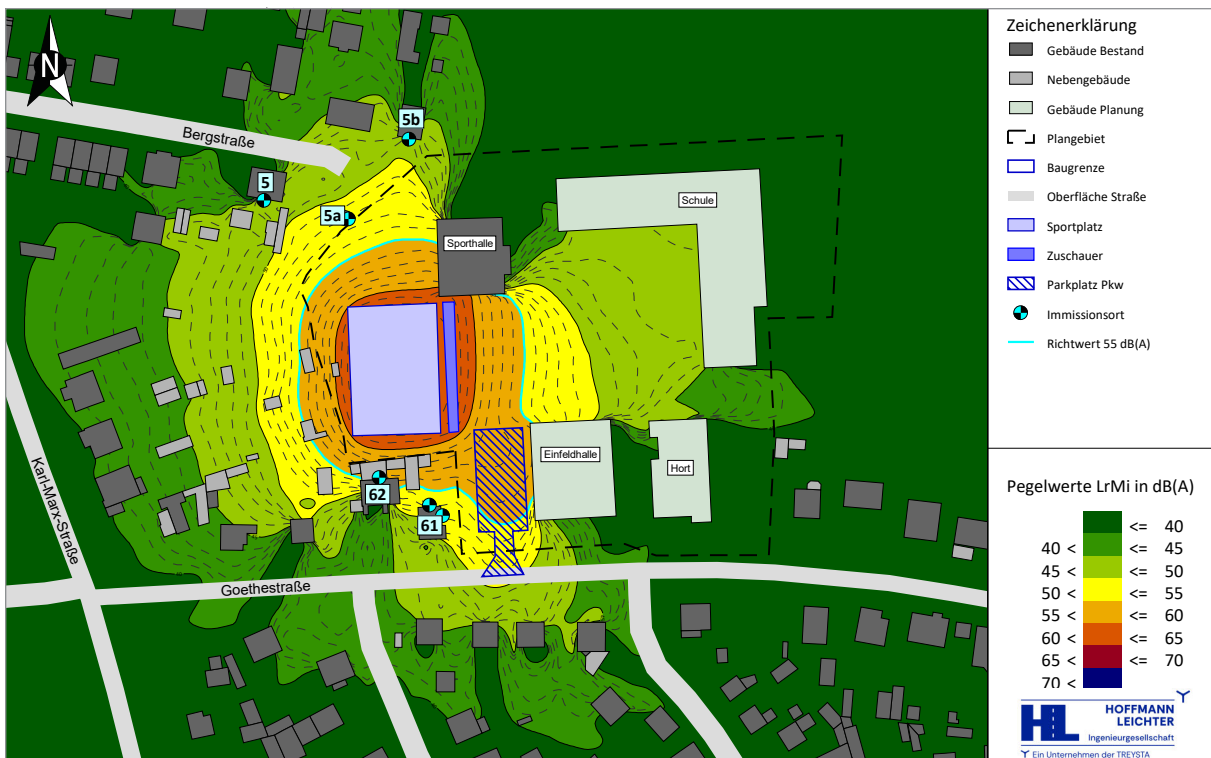 N
Bergstraße
5b
5
5a
Schule
Sporthalle
Einfeldhalle
Hort
62
61
Karl-Marx-Straße
Goethestraße
Zeichenerklärung
Gebäude Bestand
Nebengebäude
Gebäude Planung
Plangebiet
Baugrenze
Oberfläche Straße
Sportplatz
Zuschauer
Parkplatz Pkw
Immissionsort
Richtwert 55 dB(A)
Pegelwerte LrMi in dB(A)
<= 40
40 < <= 45
45 < <= 50
50 < <= 55
55 < <= 60
60 < <= 65
65 < <= 70
70 <
HL
HOFFMANN
LEICHTER
Ingenieurgesellschaft
Ein Unternehmen der TREYSTA